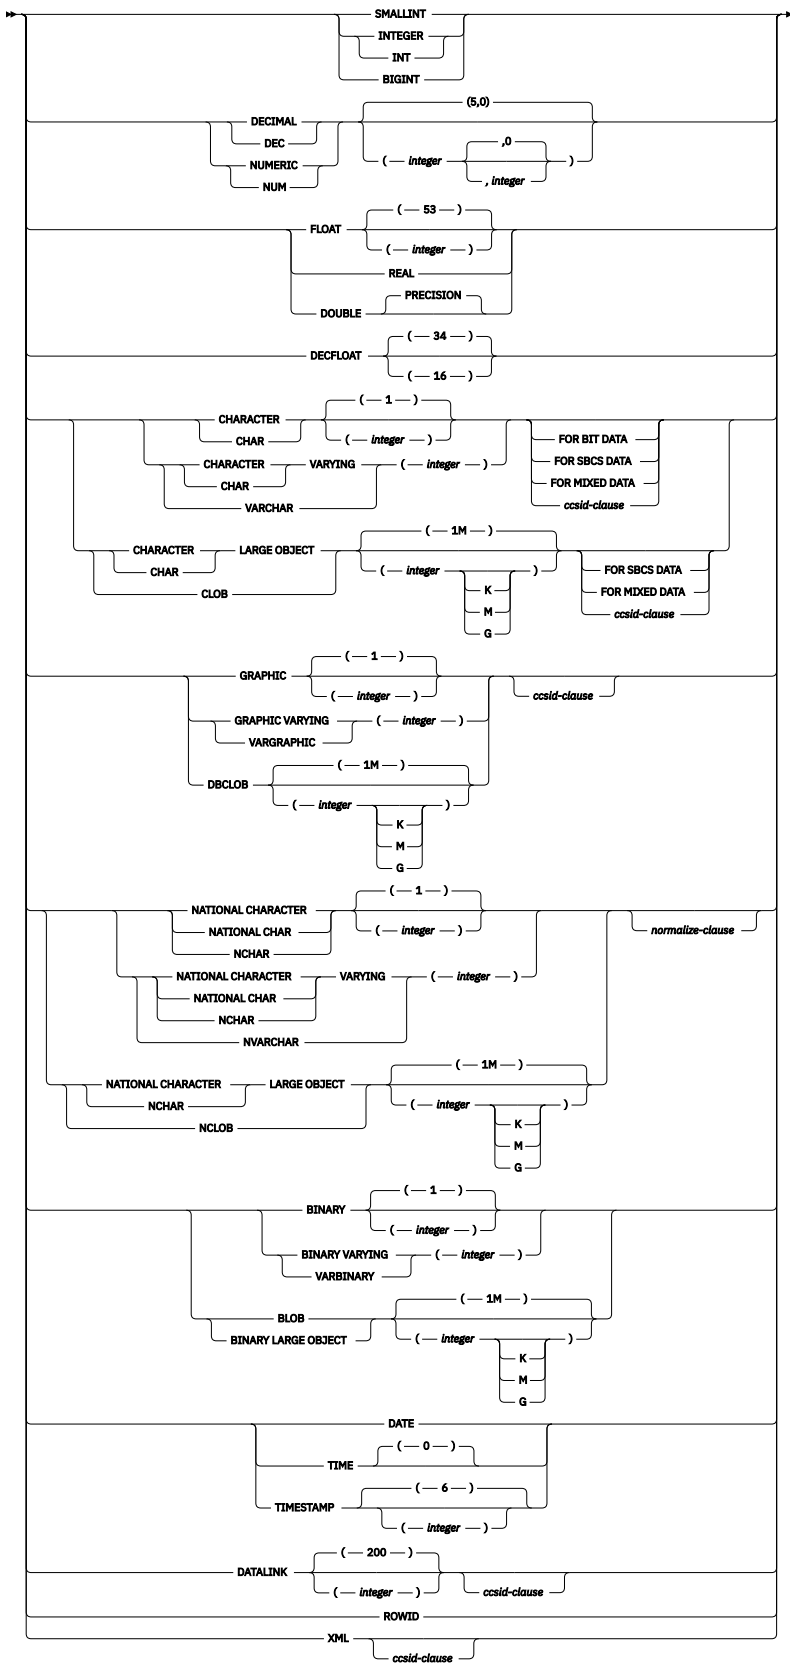 SMALLINT
INTEGER
INT
BIGINT
(5,0)
DECIMAL
DEC
,0
NUMERIC
( integer )
NUM
, integer
( 53 )
FLOAT
( integer )
REAL
PRECISION
DOUBLE
( 34 )
DECFLOAT
( 16 )
( 1 )
CHARACTER
CHAR
( integer )
FOR BIT DATA
CHARACTER VARYING ( integer )
FOR SBCS DATA
CHAR
FOR MIXED DATA
VARCHAR
ccsid-clause
( 1M )
CHARACTER LARGE OBJECT
CHAR
( integer )
FOR SBCS DATA
CLOB
K
FOR MIXED DATA
M
ccsid-clause
G
( 1 )
GRAPHIC
( integer )
ccsid-clause
GRAPHIC VARYING ( integer )
VARGRAPHIC
( 1M )
DBCLOB
( integer )
K
M
G
( 1 )
NATIONAL CHARACTER
NATIONAL CHAR
( integer )
normalize-clause
NCHAR
NATIONAL CHARACTER VARYING ( integer )
NATIONAL CHAR
NCHAR
NVARCHAR
( 1M )
NATIONAL CHARACTER LARGE OBJECT
NCHAR
( integer )
NCLOB
K
M
G
( 1 )
BINARY
( integer )
BINARY VARYING ( integer )
VARBINARY
( 1M )
BLOB
BINARY LARGE OBJECT
( integer )
K
M
G
DATE
( 0 )
TIME
( 6 )
TIMESTAMP
( integer )
( 200 )
DATALINK
( integer )
ccsid-clause
ROWID
XML
ccsid-clause